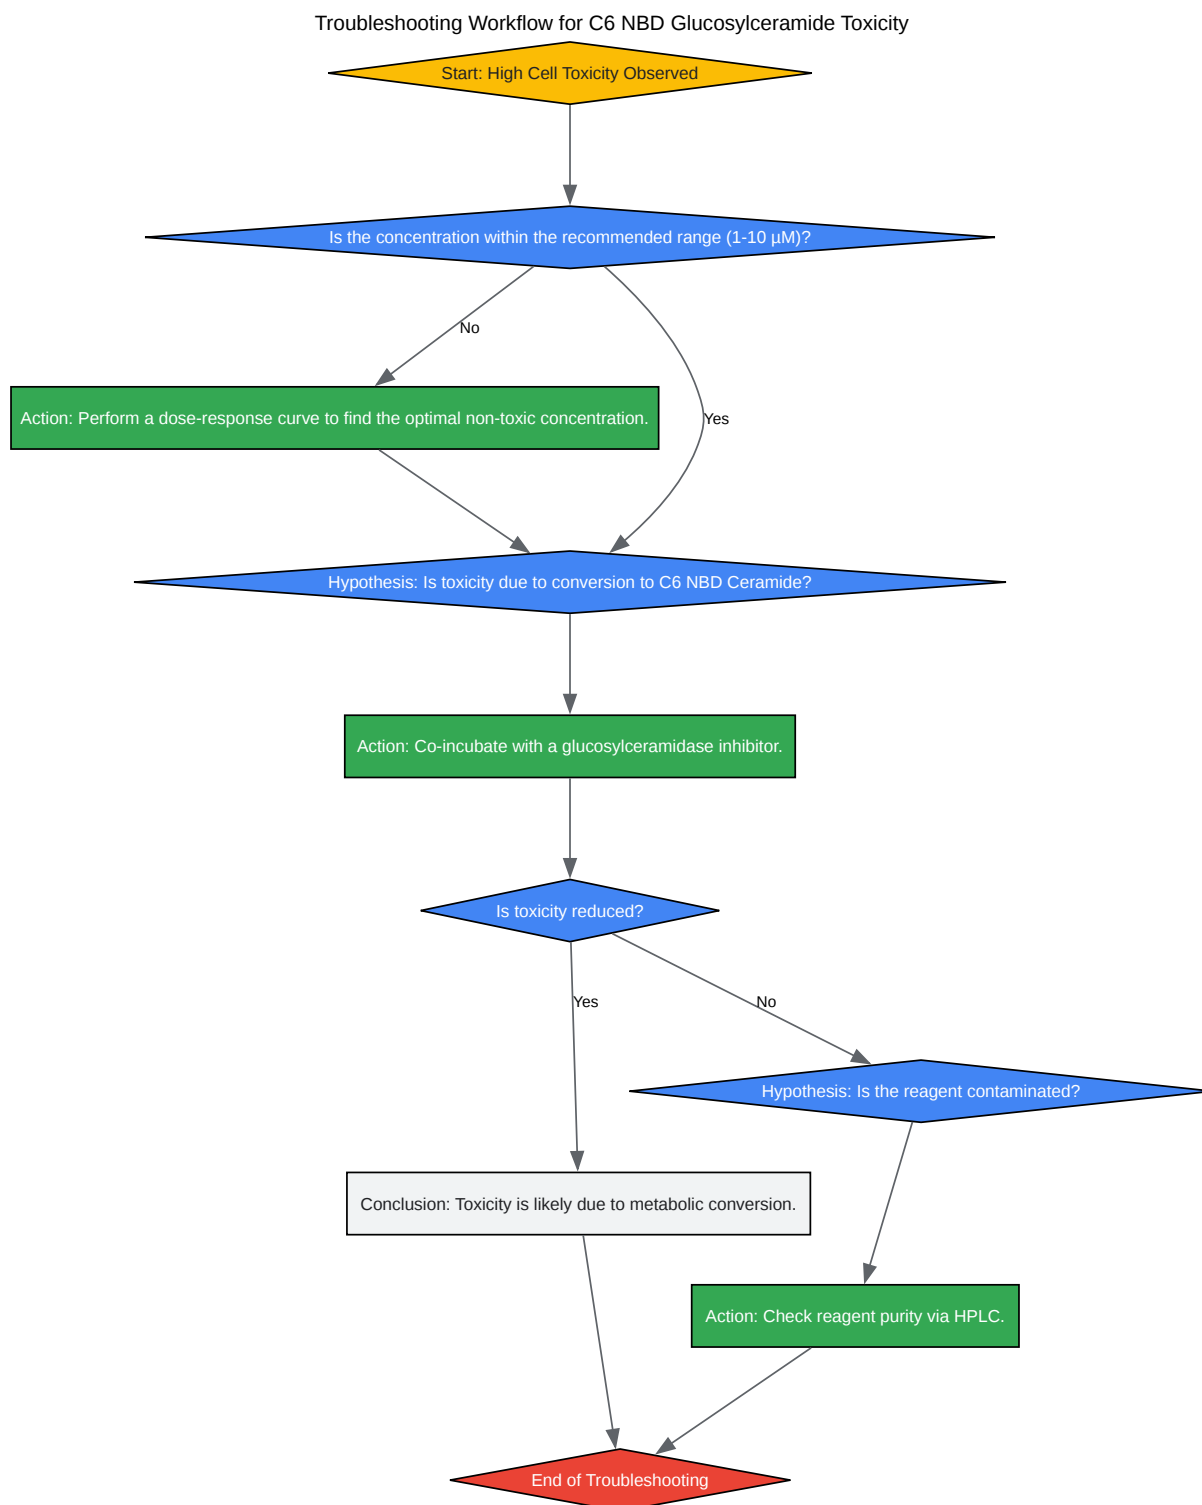 Troubleshooting Workflow for C6 NBD Glucosylceramide Toxicity
Start: High Cell Toxicity Observed
Is the concentration within the recommended range (1-10 µM)?
No
Action: Perform a dose-response curve to find the optimal non-toxic concentration.
Yes
Hypothesis: Is toxicity due to conversion to C6 NBD Ceramide?
Action: Co-incubate with a glucosylceramidase inhibitor.
Is toxicity reduced?
Yes
No
Hypothesis: Is the reagent contaminated?
Conclusion: Toxicity is likely due to metabolic conversion.
Action: Check reagent purity via HPLC.
End of Troubleshooting